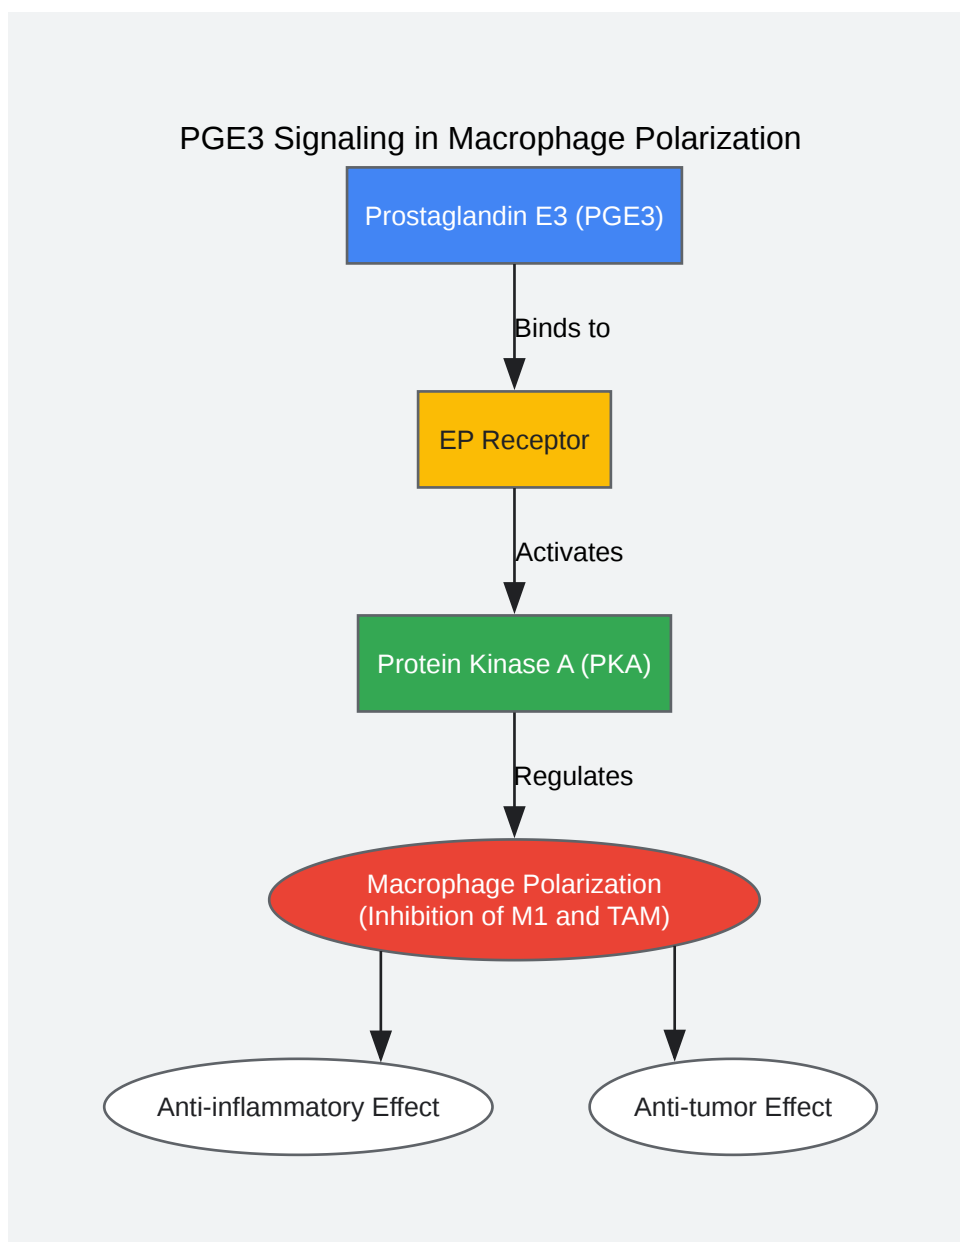 PGE3 Signaling in Macrophage Polarization
Prostaglandin E3 (PGE3)
Binds to
EP Receptor
Activates
Protein Kinase A (PKA)
Regulates
Macrophage Polarization
(Inhibition of M1 and TAM)
Anti-inflammatory Effect
Anti-tumor Effect